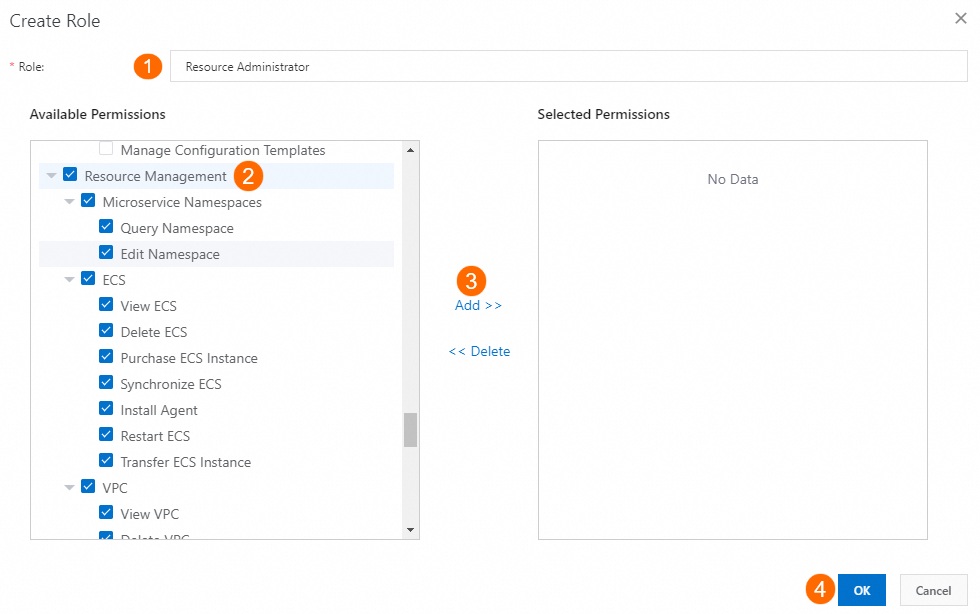 Create Role
* Role:
1
Resource Administrator
Available Permissions
Manage Configuration Templates
Resource Management
2
Microservice Namespaces
Query Namespace
Edit Namespace
ECS
View ECS
Delete ECS
Purchase ECS Instance
Synchronize ECS
Install Agent
Restart ECS
Transfer ECS Instance
VPC
View VPC
Delete VPC
3
Add >>
<< Delete
Selected Permissions
No Data
4
OK
Cancel